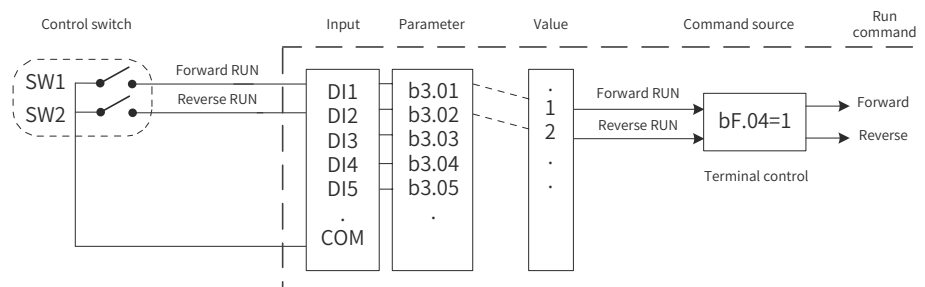 Control switch
Input
Parameter
Value
Command source
Run
command
SW1
SW2
Forward RUN
Reverse RUN
DI1
DI2
DI3
DI4
DI5
.
COM
b3.01
b3.02
b3.03
b3.04
b3.05
.
.
1
2
.
.
Forward RUN
Reverse RUN
bF.04=1
Terminal control
Forward
Reverse